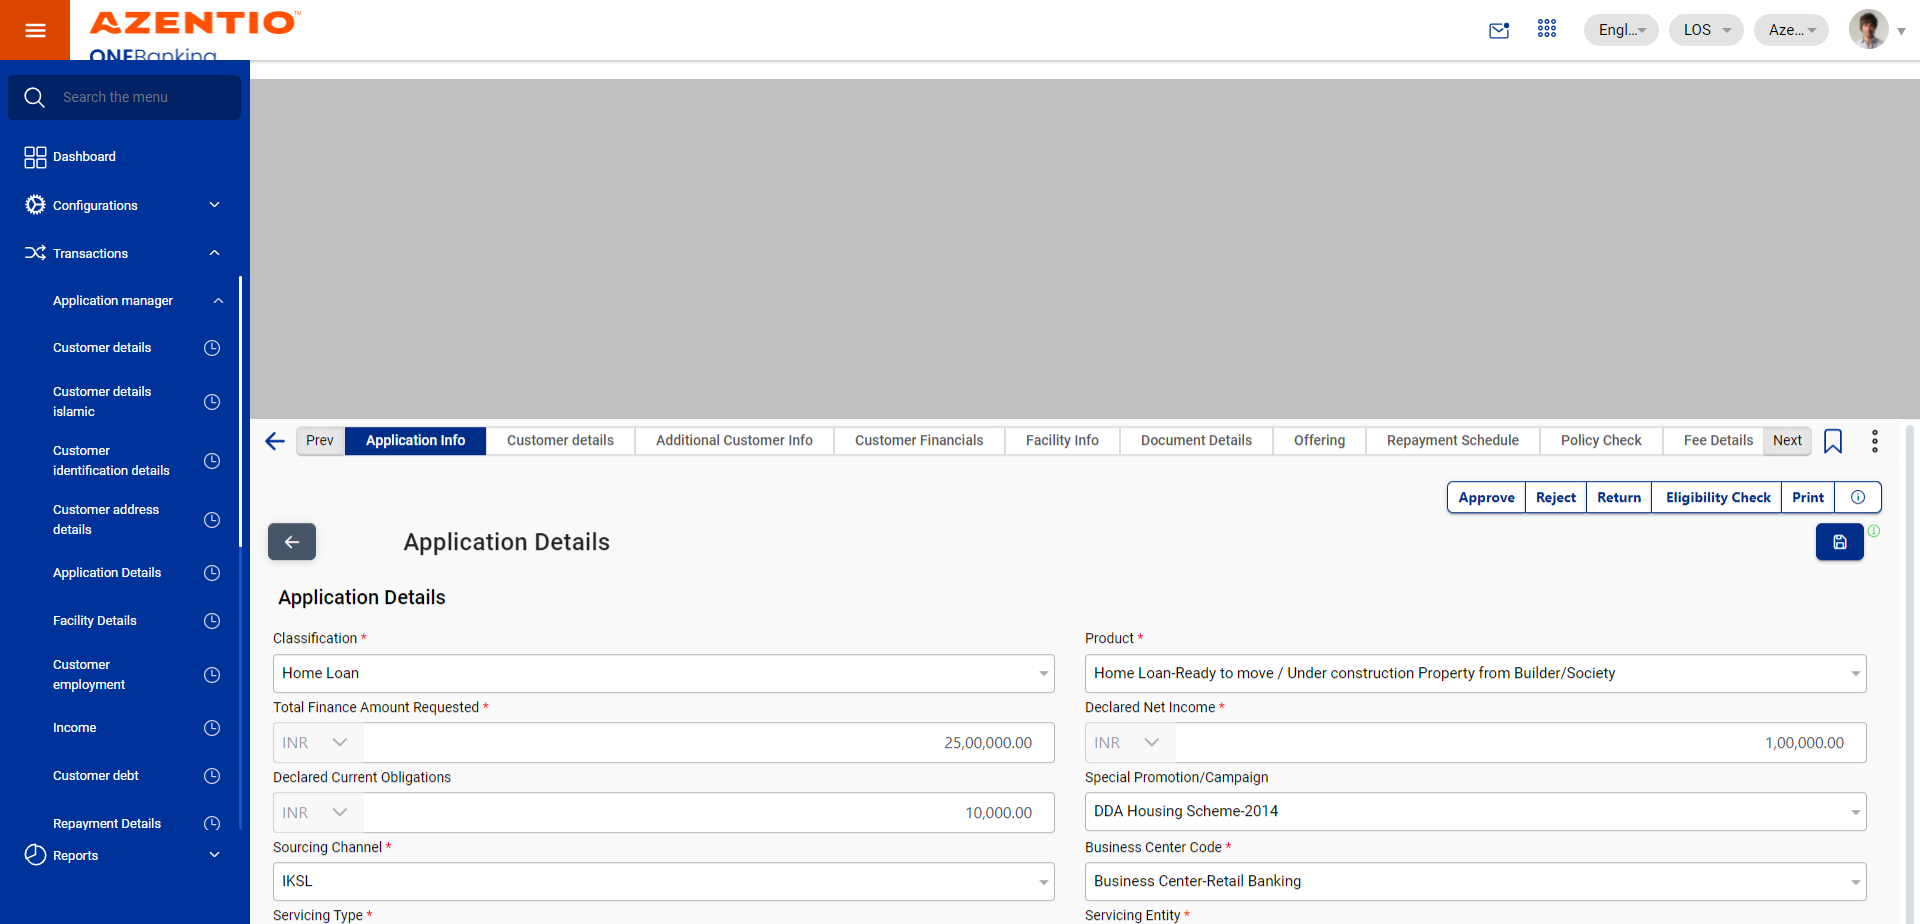 AZENTIO™
ONEBanking
Engl...
LOS
Aze...
Search the menu
Dashboard
Configurations
Transactions
Application manager
Customer details
Customer details
islamic
Customer
identification details
Customer address
details
Application Details
Facility Details
Customer
employment
Income
Customer debt
Repayment Details
Reports
Prev
Application Info
Customer details
Additional Customer Info
Customer Financials
Facility Info
Document Details
Offering
Repayment Schedule
Policy Check
Fee Details
Next
Approve
Reject
Return
Eligibility Check
Print
Application Details
Application Details
Classification *
Home Loan
Product *
Home Loan-Ready to move / Under construction Property from Builder/Society
Total Finance Amount Requested *
INR
25,00,000.00
Declared Net Income *
INR
1,00,000.00
Declared Current Obligations
INR
10,000.00
Special Promotion/Campaign
DDA Housing Scheme-2014
Sourcing Channel *
IKSL
Business Center Code *
Business Center-Retail Banking
Servicing Type *
Servicing Entity *